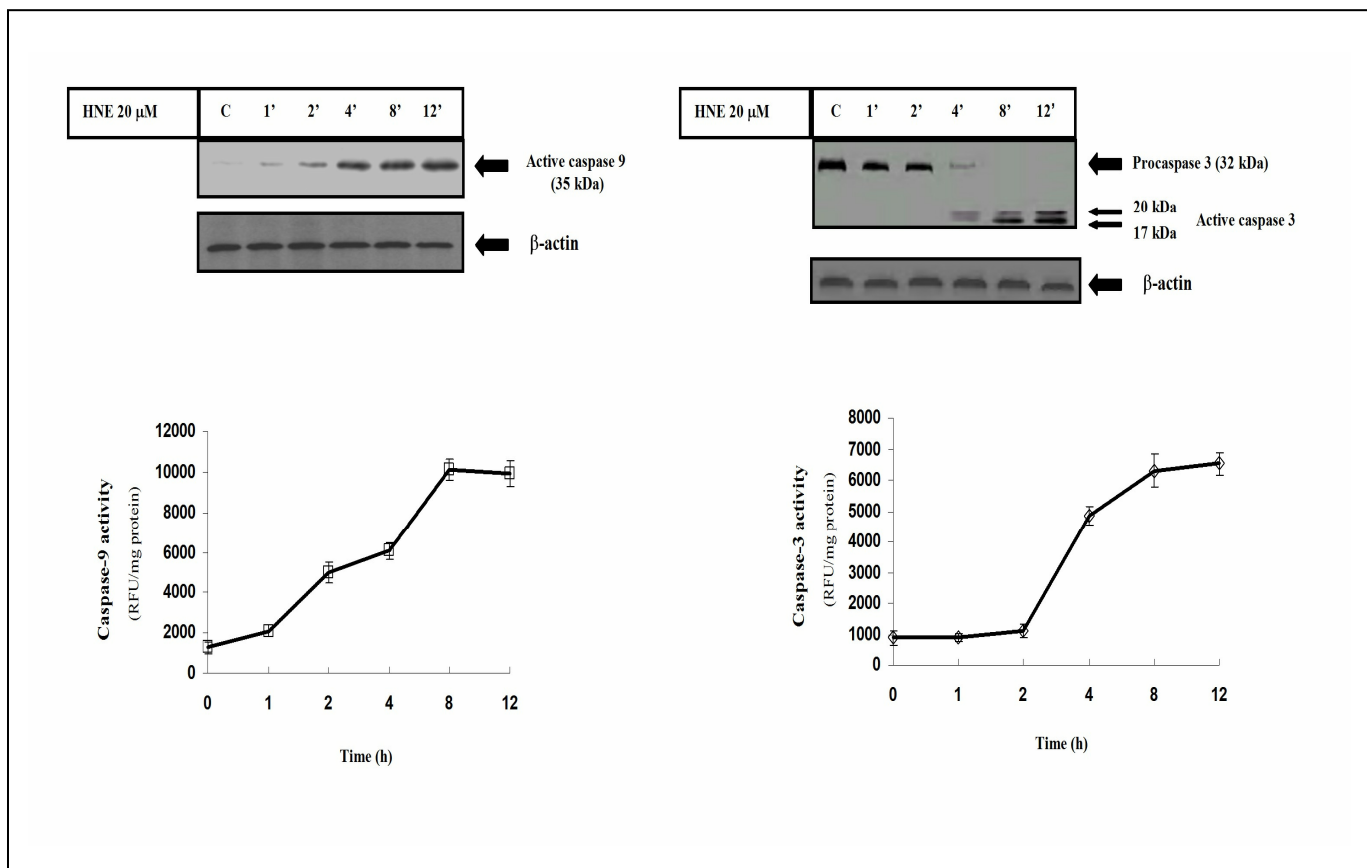 HNE 20 μM C 1’ 2’ 4’ 8’ 12’
Active caspase 9
(35 kDa)
β-actin
HNE 20 μM C 1’ 2’ 4’ 8’ 12’
Procaspase 3 (32 kDa)
20 kDa
Active caspase 3
17 kDa
β-actin
Caspase-9 activity
(RFU/mg protein)
12000
10000
8000
6000
4000
2000
0
0 1 2 4 8 12
Time (h)
Caspase-3 activity
(RFU/mg protein)
8000
7000
6000
5000
4000
3000
2000
1000
0
0 1 2 4 8 12
Time (h)